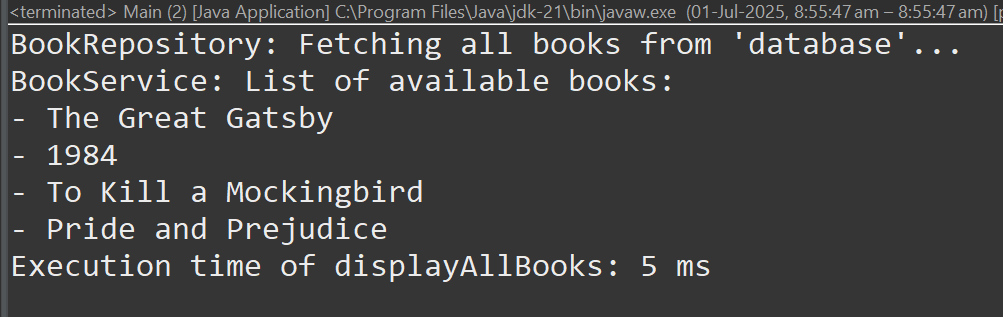 <terminated> Main (2) [Java Application] C:\Program Files\Java\jdk-21\bin\javaw.exe (01-Jul-2025, 8:55:47 am – 8:55:47 am) [p
BookRepository: Fetching all books from 'database'...
BookService: List of available books:
- The Great Gatsby
- 1984
- To Kill a Mockingbird
- Pride and Prejudice
Execution time of displayAllBooks: 5 ms